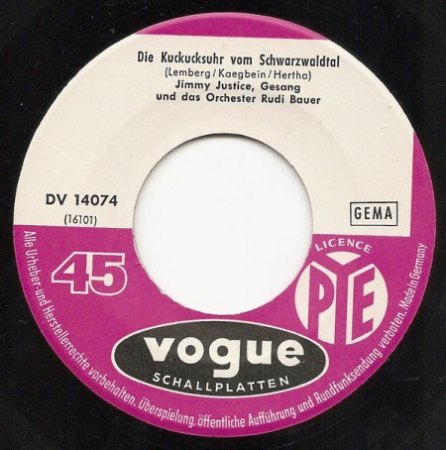 Die Kuckucksuhr vom Schwarzwaldtal
(Lemberg/Kaegbein/Hertha)
Jimmy Justice, Gesang
und das Orchester Rudi Bauer
DV 14074
(16101)
GEMA
45
LICENCE
PYE
vogue
SCHALLPLATTEN
Alle Urheber-und Herstellerrechte vorbehalten. Überspielung, öffentliche Aufführung und Rundfunksendung verboten. Made in Germany